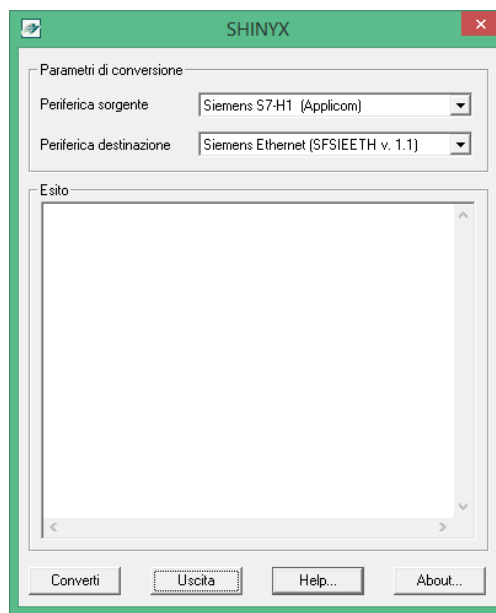 SHINYX
Parametri di conversione
Periferica sorgente Siemens S7-H1 (Applicom)
Periferica destinazione Siemens Ethernet (SFSIEETH v. 1.1)
Esito
Converti Uscita Help... About...